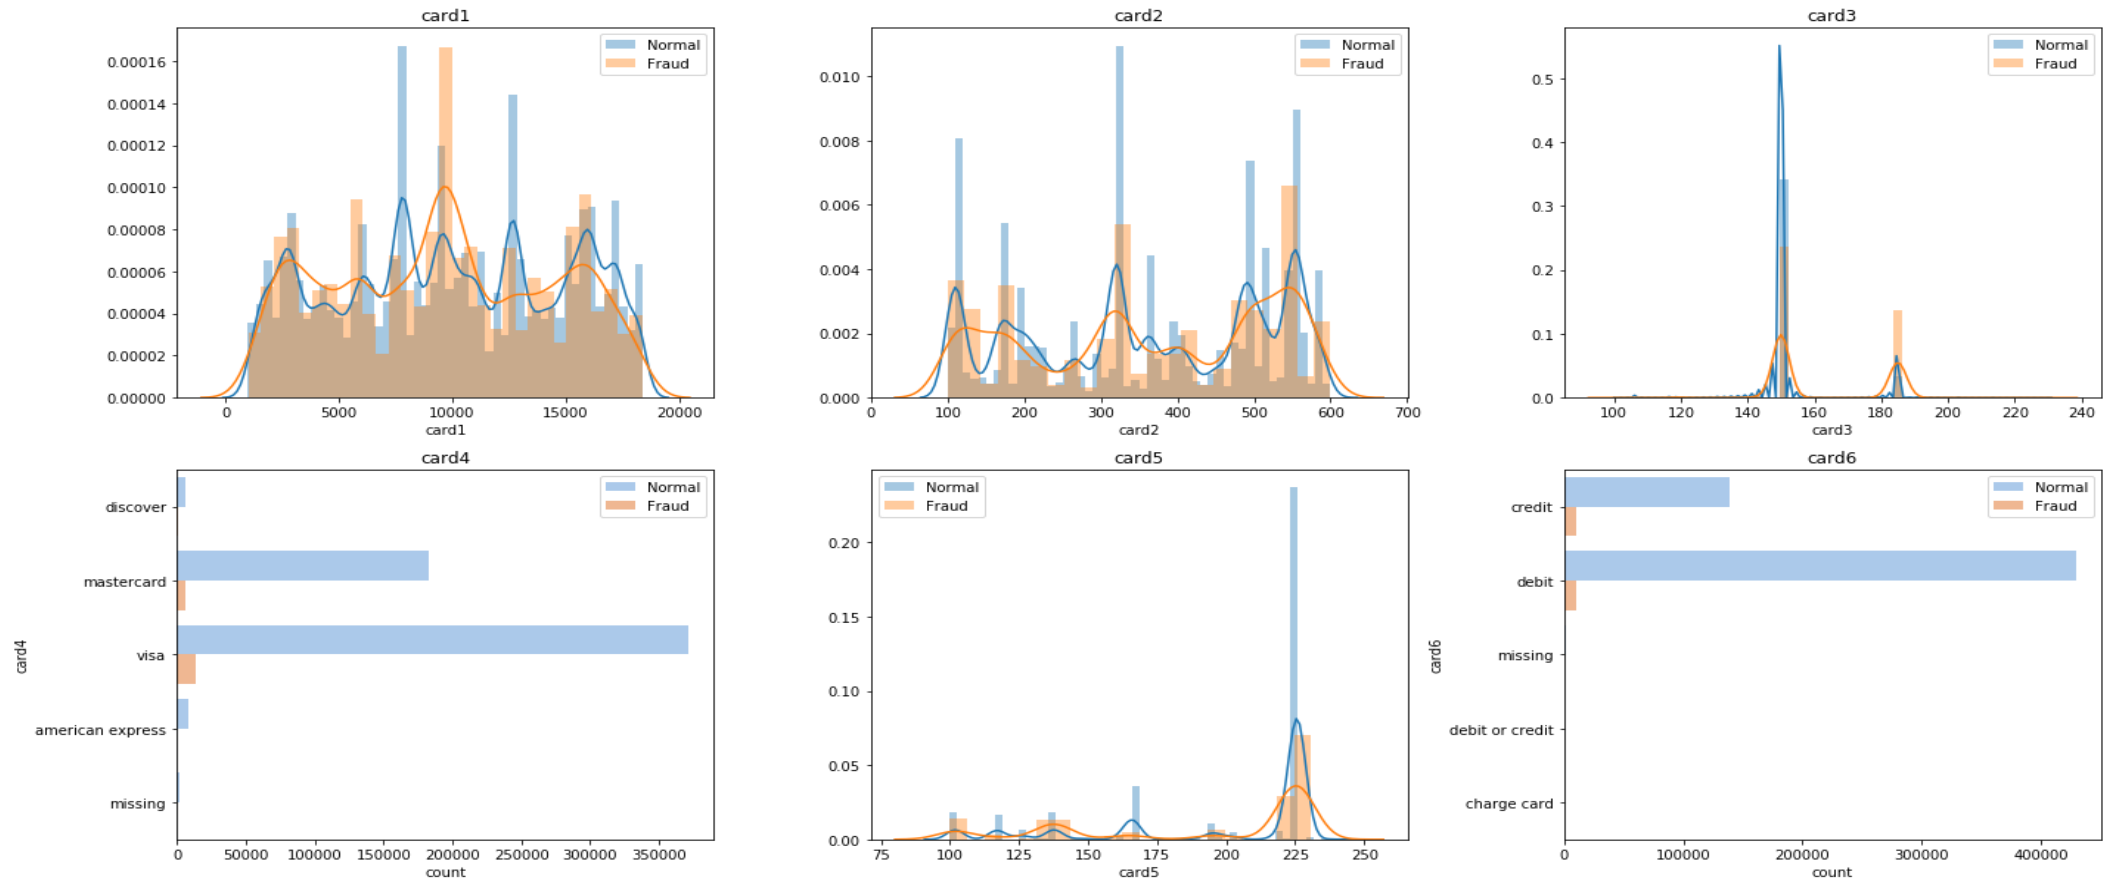 card1
Normal
Fraud
0.00016
0.00014
0.00012
0.00010
0.00008
0.00006
0.00004
0.00002
0.00000
0 5000 10000 15000 20000
card1
card2
Normal
Fraud
0.010
0.008
0.006
0.004
0.002
0.000
0 100 200 300 400 500 600 700
card2
card3
Normal
Fraud
0.5
0.4
0.3
0.2
0.1
0.0
100 120 140 160 180 200 220 240
card3
card4
Normal
Fraud
discover
mastercard
visa
american express
missing
card4
0 50000 100000 150000 200000 250000 300000 350000
count
card5
Normal
Fraud
0.20
0.15
0.10
0.05
0.00
75 100 125 150 175 200 225 250
card5
card6
Normal
Fraud
credit
debit
missing
debit or credit
charge card
card6
0 100000 200000 300000 400000
count